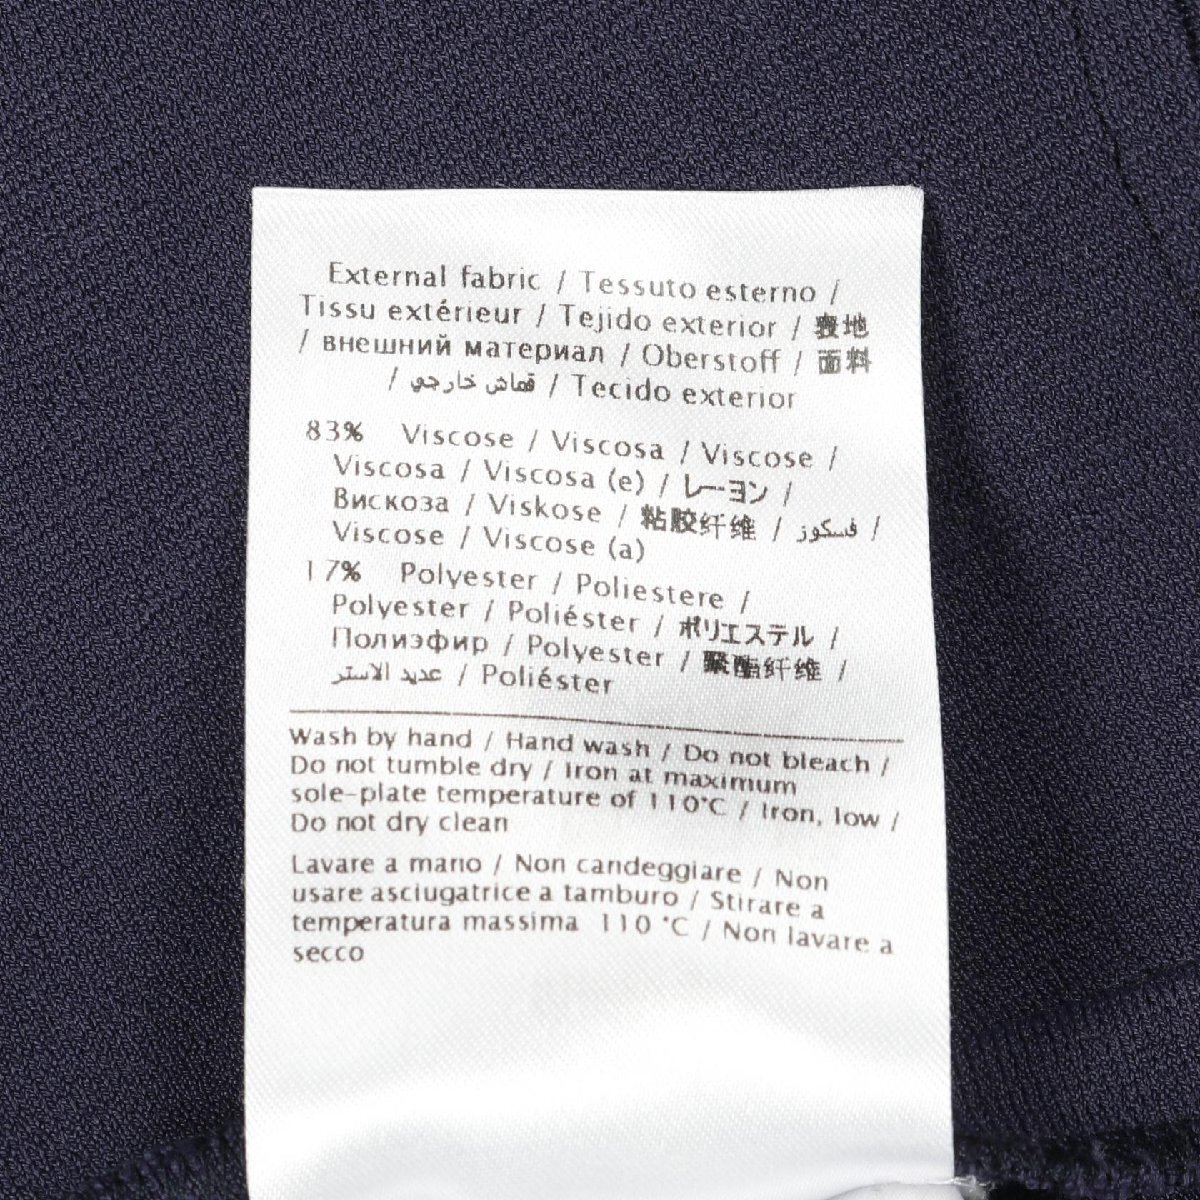 External fabric / Tessuto esterno /
Tissu extérieur / Tejido exterior / 表地
/ внешний материал / Oberstoff / 面料
/ قماش خارجي / Tecido exterior
83% Viscose / Viscosa / Viscose /
Viscosa / Viscosa (e) / レーヨン /
Вискоза / Viskose / 粘胶纤维 / فسكوز /
Viscose / Viscose (a)
17% Polyester / Poliestere /
Polyester / Poliéster / ポリエステル /
Полиэфир / Polyester / 聚酯纤维 /
عديد الاستر / Poliéster
Wash by hand / Hand wash / Do not bleach /
Do not tumble dry / Iron at maximum
sole-plate temperature of 110°C / Iron, low /
Do not dry clean
Lavare a mano / Non candeggiare / Non
usare asciugatrice a tamburo / Stirare a
temperatura massima 110 °C / Non lavare a
secco